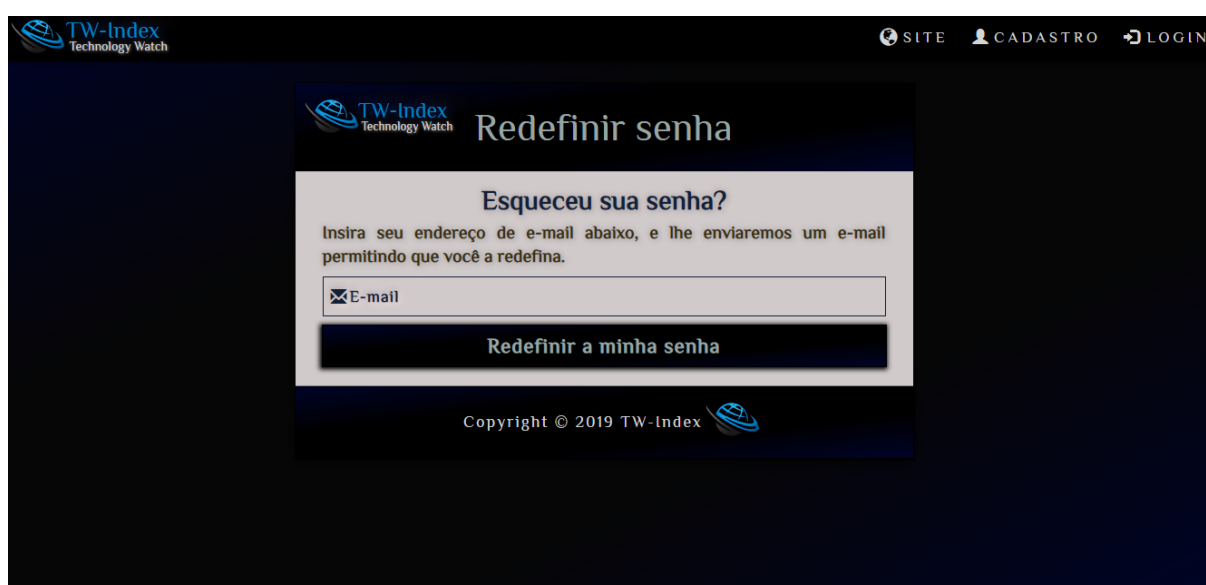 TW-Index
Technology Watch
SITE CADASTRO LOGIN
TW-Index
Technology Watch
Redefinir senha
Esqueceu sua senha?
Insira seu endereço de e-mail abaixo, e lhe enviaremos um e-mail
permitindo que você a redefina.
E-mail
Redefinir a minha senha
Copyright © 2019 TW-Index